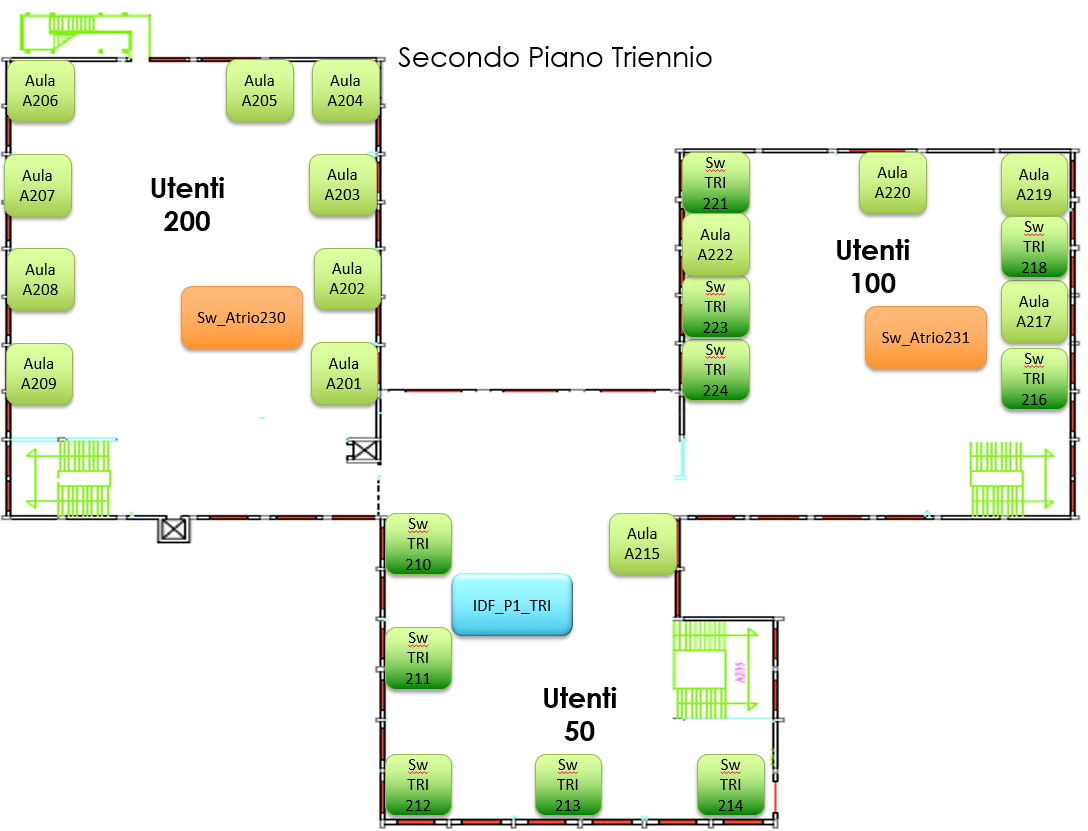 Secondo Piano Triennio
Aula
A206
Aula
A205
Aula
A204
Aula
A207
Utenti
200
Aula
A203
Aula
A208
Sw_Atrio230
Aula
A202
Aula
A209
Aula
A201
Sw
TRI
221
Aula
A220
Aula
A219
Aula
A222
Utenti
100
Sw
TRI
218
Sw
TRI
223
Sw_Atrio231
Aula
A217
Sw
TRI
224
Sw
TRI
216
Sw
TRI
210
Aula
A215
IDF_P1_TRI
Sw
TRI
211
A235
Utenti
50
Sw
TRI
212
Sw
TRI
213
Sw
TRI
214